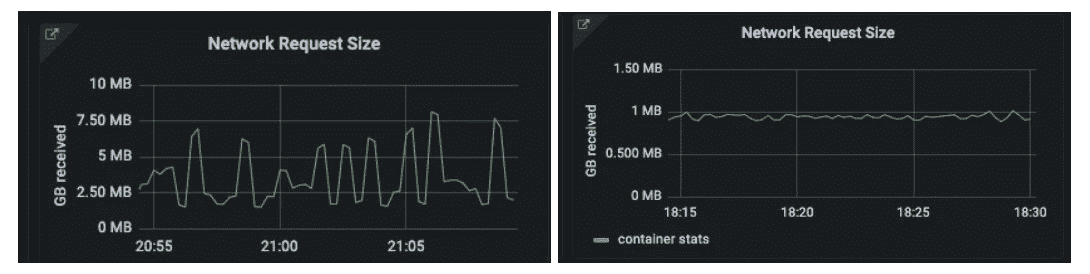 Network Request Size
10 MB
7.50 MB
5 MB
2.50 MB
0 MB
GB received
20:55 21:00 21:05
Network Request Size
1.50 MB
1 MB
0.500 MB
0 MB
GB received
18:15 18:20 18:25 18:30
container stats